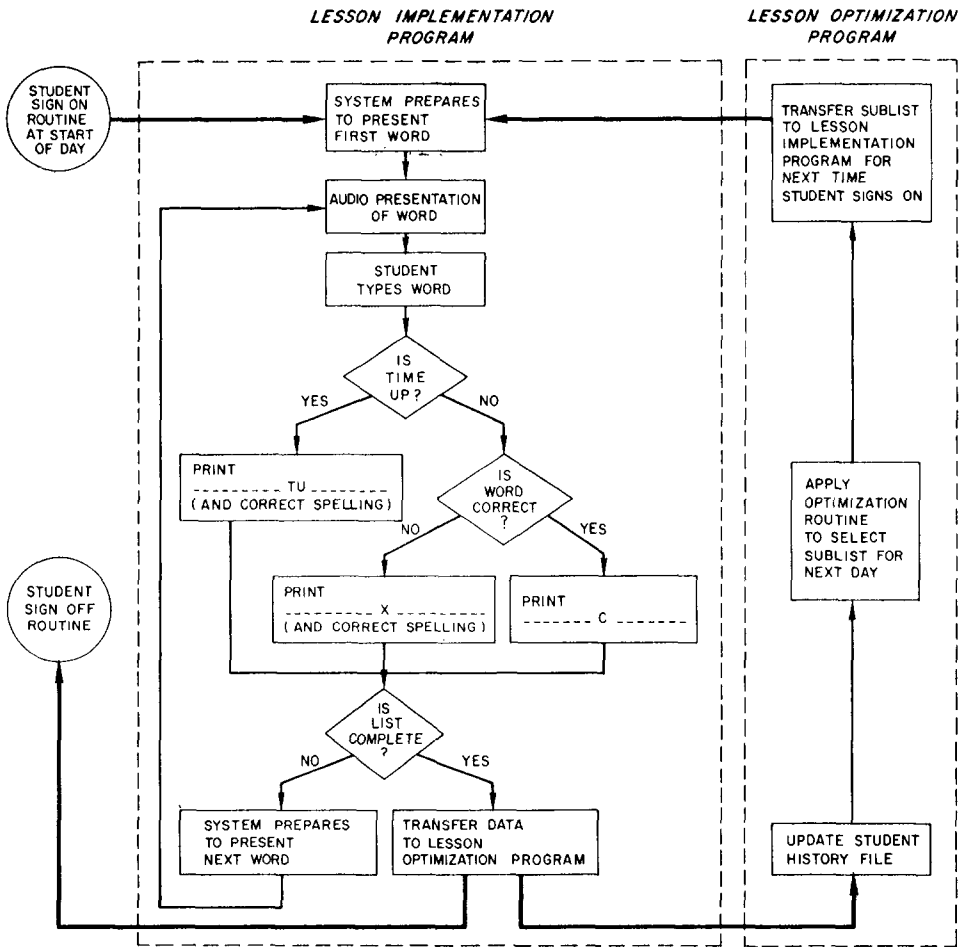 LESSON IMPLEMENTATION
PROGRAM
LESSON OPTIMIZATION
PROGRAM
STUDENT
SIGN ON
ROUTINE
AT START
OF DAY
SYSTEM PREPARES
TO PRESENT
FIRST WORD
TRANSFER SUBLIST
TO LESSON
IMPLEMENTATION
PROGRAM FOR
NEXT TIME
STUDENT SIGNS ON
AUDIO PRESENTATION
OF WORD
STUDENT
TYPES WORD
IS
TIME
UP?
YES
NO
PRINT
_ _ _ _ _ _ _ _ TU _ _ _ _ _ _ _ _
(AND CORRECT SPELLING)
IS
WORD
CORRECT
?
NO
YES
APPLY
OPTIMIZATION
ROUTINE
TO SELECT
SUBLIST FOR
NEXT DAY
STUDENT
SIGN OFF
ROUTINE
PRINT
_ _ _ _ _ _ _ _ X _ _ _ _ _ _ _ _
(AND CORRECT SPELLING)
PRINT
_ _ _ _ _ _ C _ _ _ _ _ _ _
IS
LIST
COMPLETE
?
NO
YES
SYSTEM PREPARES
TO PRESENT
NEXT WORD
TRANSFER DATA
TO LESSON
OPTIMIZATION PROGRAM
UPDATE STUDENT
HISTORY FILE